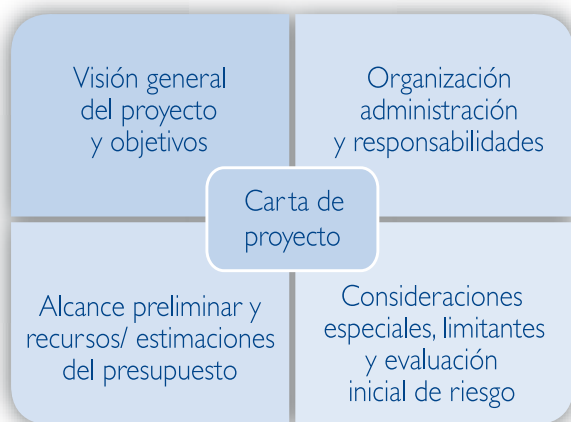 Visión general
del proyecto
y objetivos
Organización
administración
y responsabilidades
Carta de
proyecto
Alcance preliminar y
recursos/ estimaciones
del presupuesto
Consideraciones
especiales, limitantes
y evaluación
inicial de riesgo